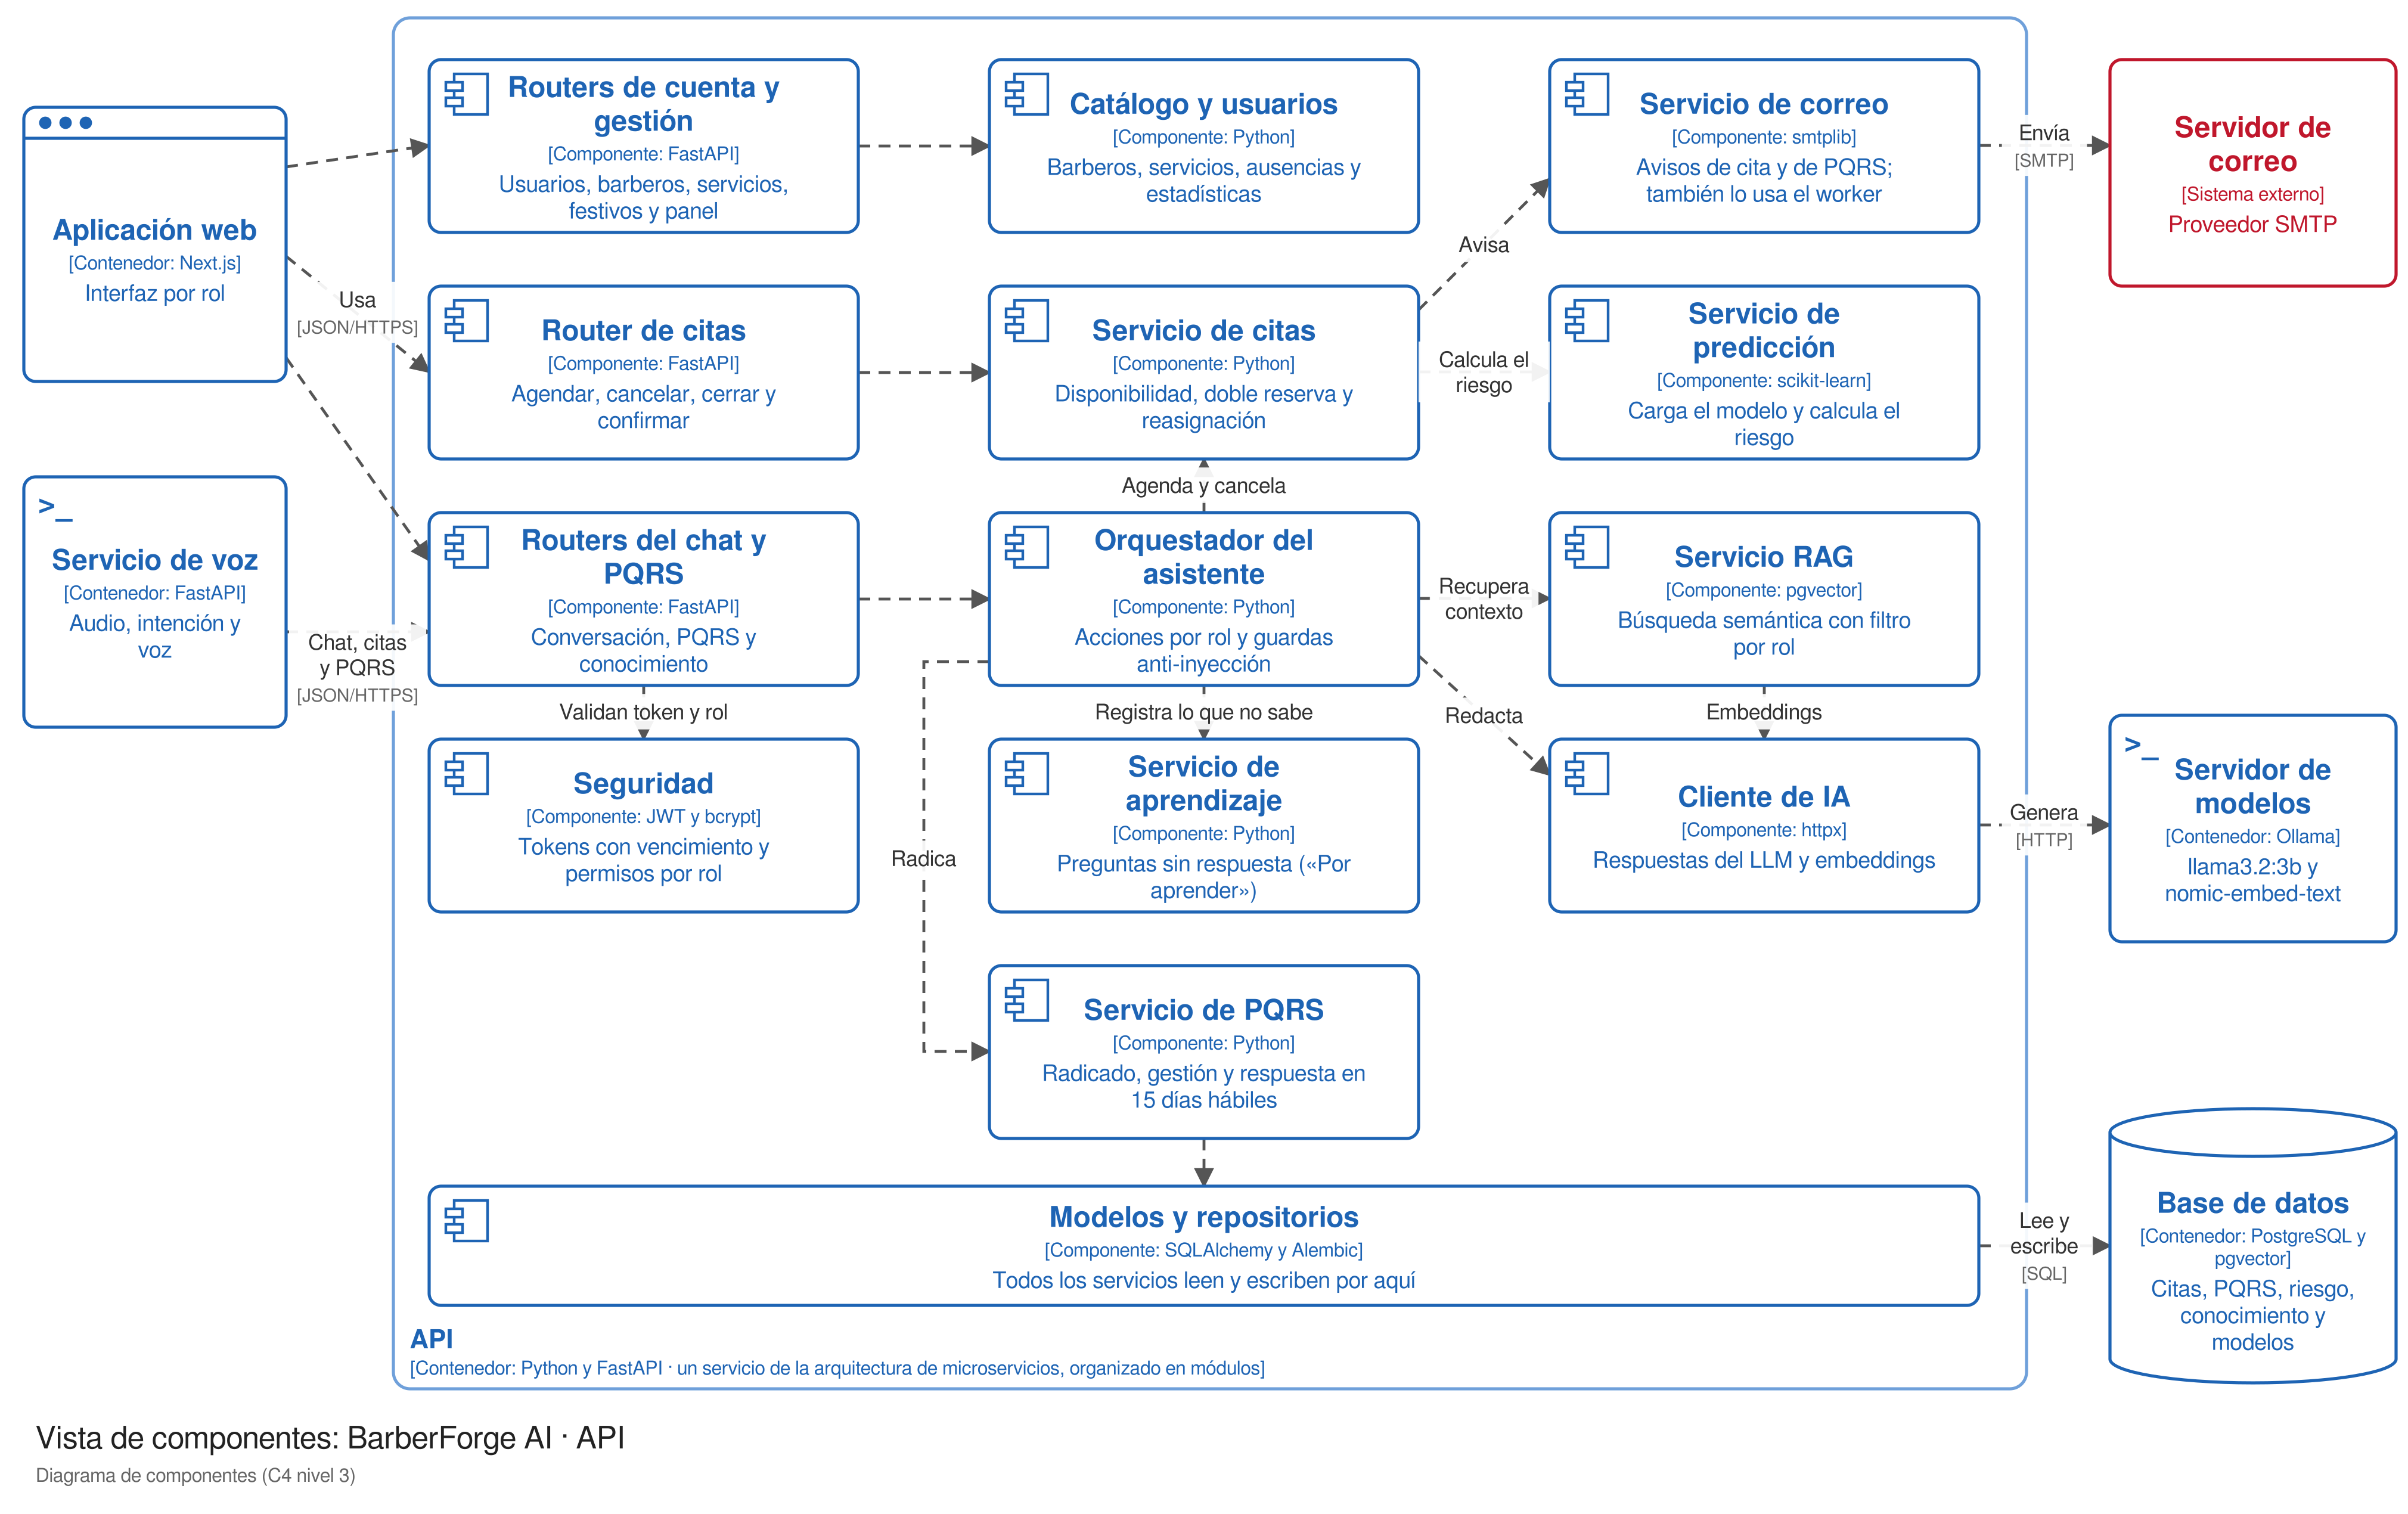 Routers de cuenta y
gestión
[Componente: FastAPI]
Usuarios, barberos, servicios,
festivos y panel
Catálogo y usuarios
[Componente: Python]
Barberos, servicios, ausencias y
estadísticas
Servicio de correo
[Componente: smtplib]
Avisos de cita y de PQRS;
también lo usa el worker
Envía
[SMTP]
Servidor de
correo
[Sistema externo]
Proveedor SMTP
Aplicación web
[Contenedor: Next.js]
Interfaz por rol
Usa
[JSON/HTTPS]
Avisa
Router de citas
[Componente: FastAPI]
Agendar, cancelar, cerrar y
confirmar
Servicio de citas
[Componente: Python]
Disponibilidad, doble reserva y
reasignación
Calcula el
riesgo
Servicio de
predicción
[Componente: scikit-learn]
Carga el modelo y calcula el
riesgo
Agenda y cancela
>_
Servicio de voz
[Contenedor: FastAPI]
Audio, intención y
voz
Chat, citas
y PQRS
[JSON/HTTPS]
Routers del chat y
PQRS
[Componente: FastAPI]
Conversación, PQRS y
conocimiento
Orquestador del
asistente
[Componente: Python]
Acciones por rol y guardas
anti-inyección
Recupera
contexto
Servicio RAG
[Componente: pgvector]
Búsqueda semántica con filtro
por rol
Validan token y rol
Registra lo que no sabe
Redacta
Embeddings
Seguridad
[Componente: JWT y bcrypt]
Tokens con vencimiento y
permisos por rol
Radica
Servicio de
aprendizaje
[Componente: Python]
Preguntas sin respuesta («Por
aprender»)
Cliente de IA
[Componente: httpx]
Respuestas del LLM y embeddings
Genera
[HTTP]
>_
Servidor de
modelos
[Contenedor: Ollama]
llama3.2:3b y
nomic-embed-text
Servicio de PQRS
[Componente: Python]
Radicado, gestión y respuesta en
15 días hábiles
Modelos y repositorios
[Componente: SQLAlchemy y Alembic]
Todos los servicios leen y escriben por aquí
Lee y
escribe
[SQL]
Base de datos
[Contenedor: PostgreSQL y
pgvector]
Citas, PQRS, riesgo,
conocimiento y
modelos
API
[Contenedor: Python y FastAPI · un servicio de la arquitectura de microservicios, organizado en módulos]
Vista de componentes: BarberForge AI · API
Diagrama de componentes (C4 nivel 3)